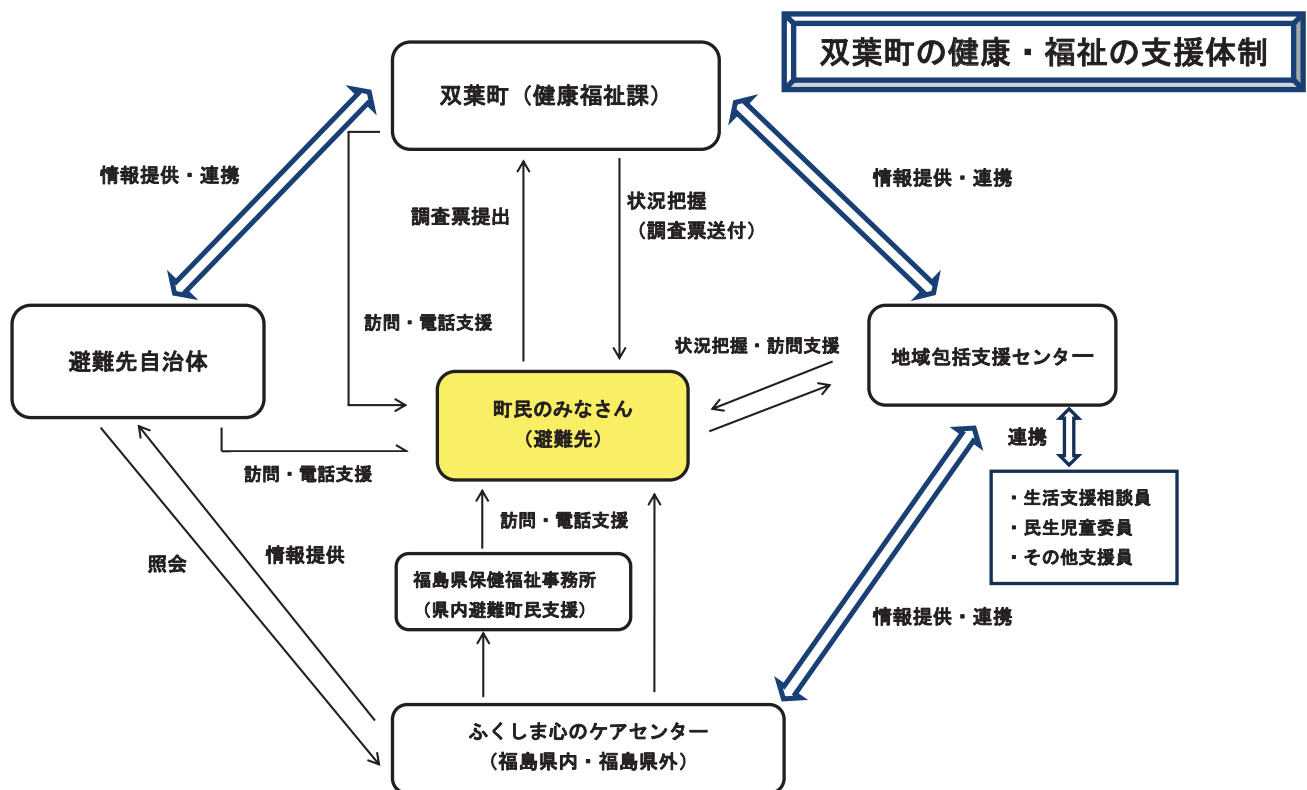 双葉町の健康・福祉の支援体制
双葉町（健康福祉課）
情報提供・連携
情報提供・連携
調査票提出
状況把握
（調査票送付）
訪問・電話支援
状況把握・訪問支援
避難先自治体
地域包括支援センター
町民のみなさん
（避難先）
連携
訪問・電話支援
・生活支援相談員
・民生児童委員
・その他支援員
訪問・電話支援
照会
情報提供
福島県保健福祉事務所
（県内避難町民支援）
情報提供・連携
ふくしま心のケアセンター
（福島県内・福島県外）